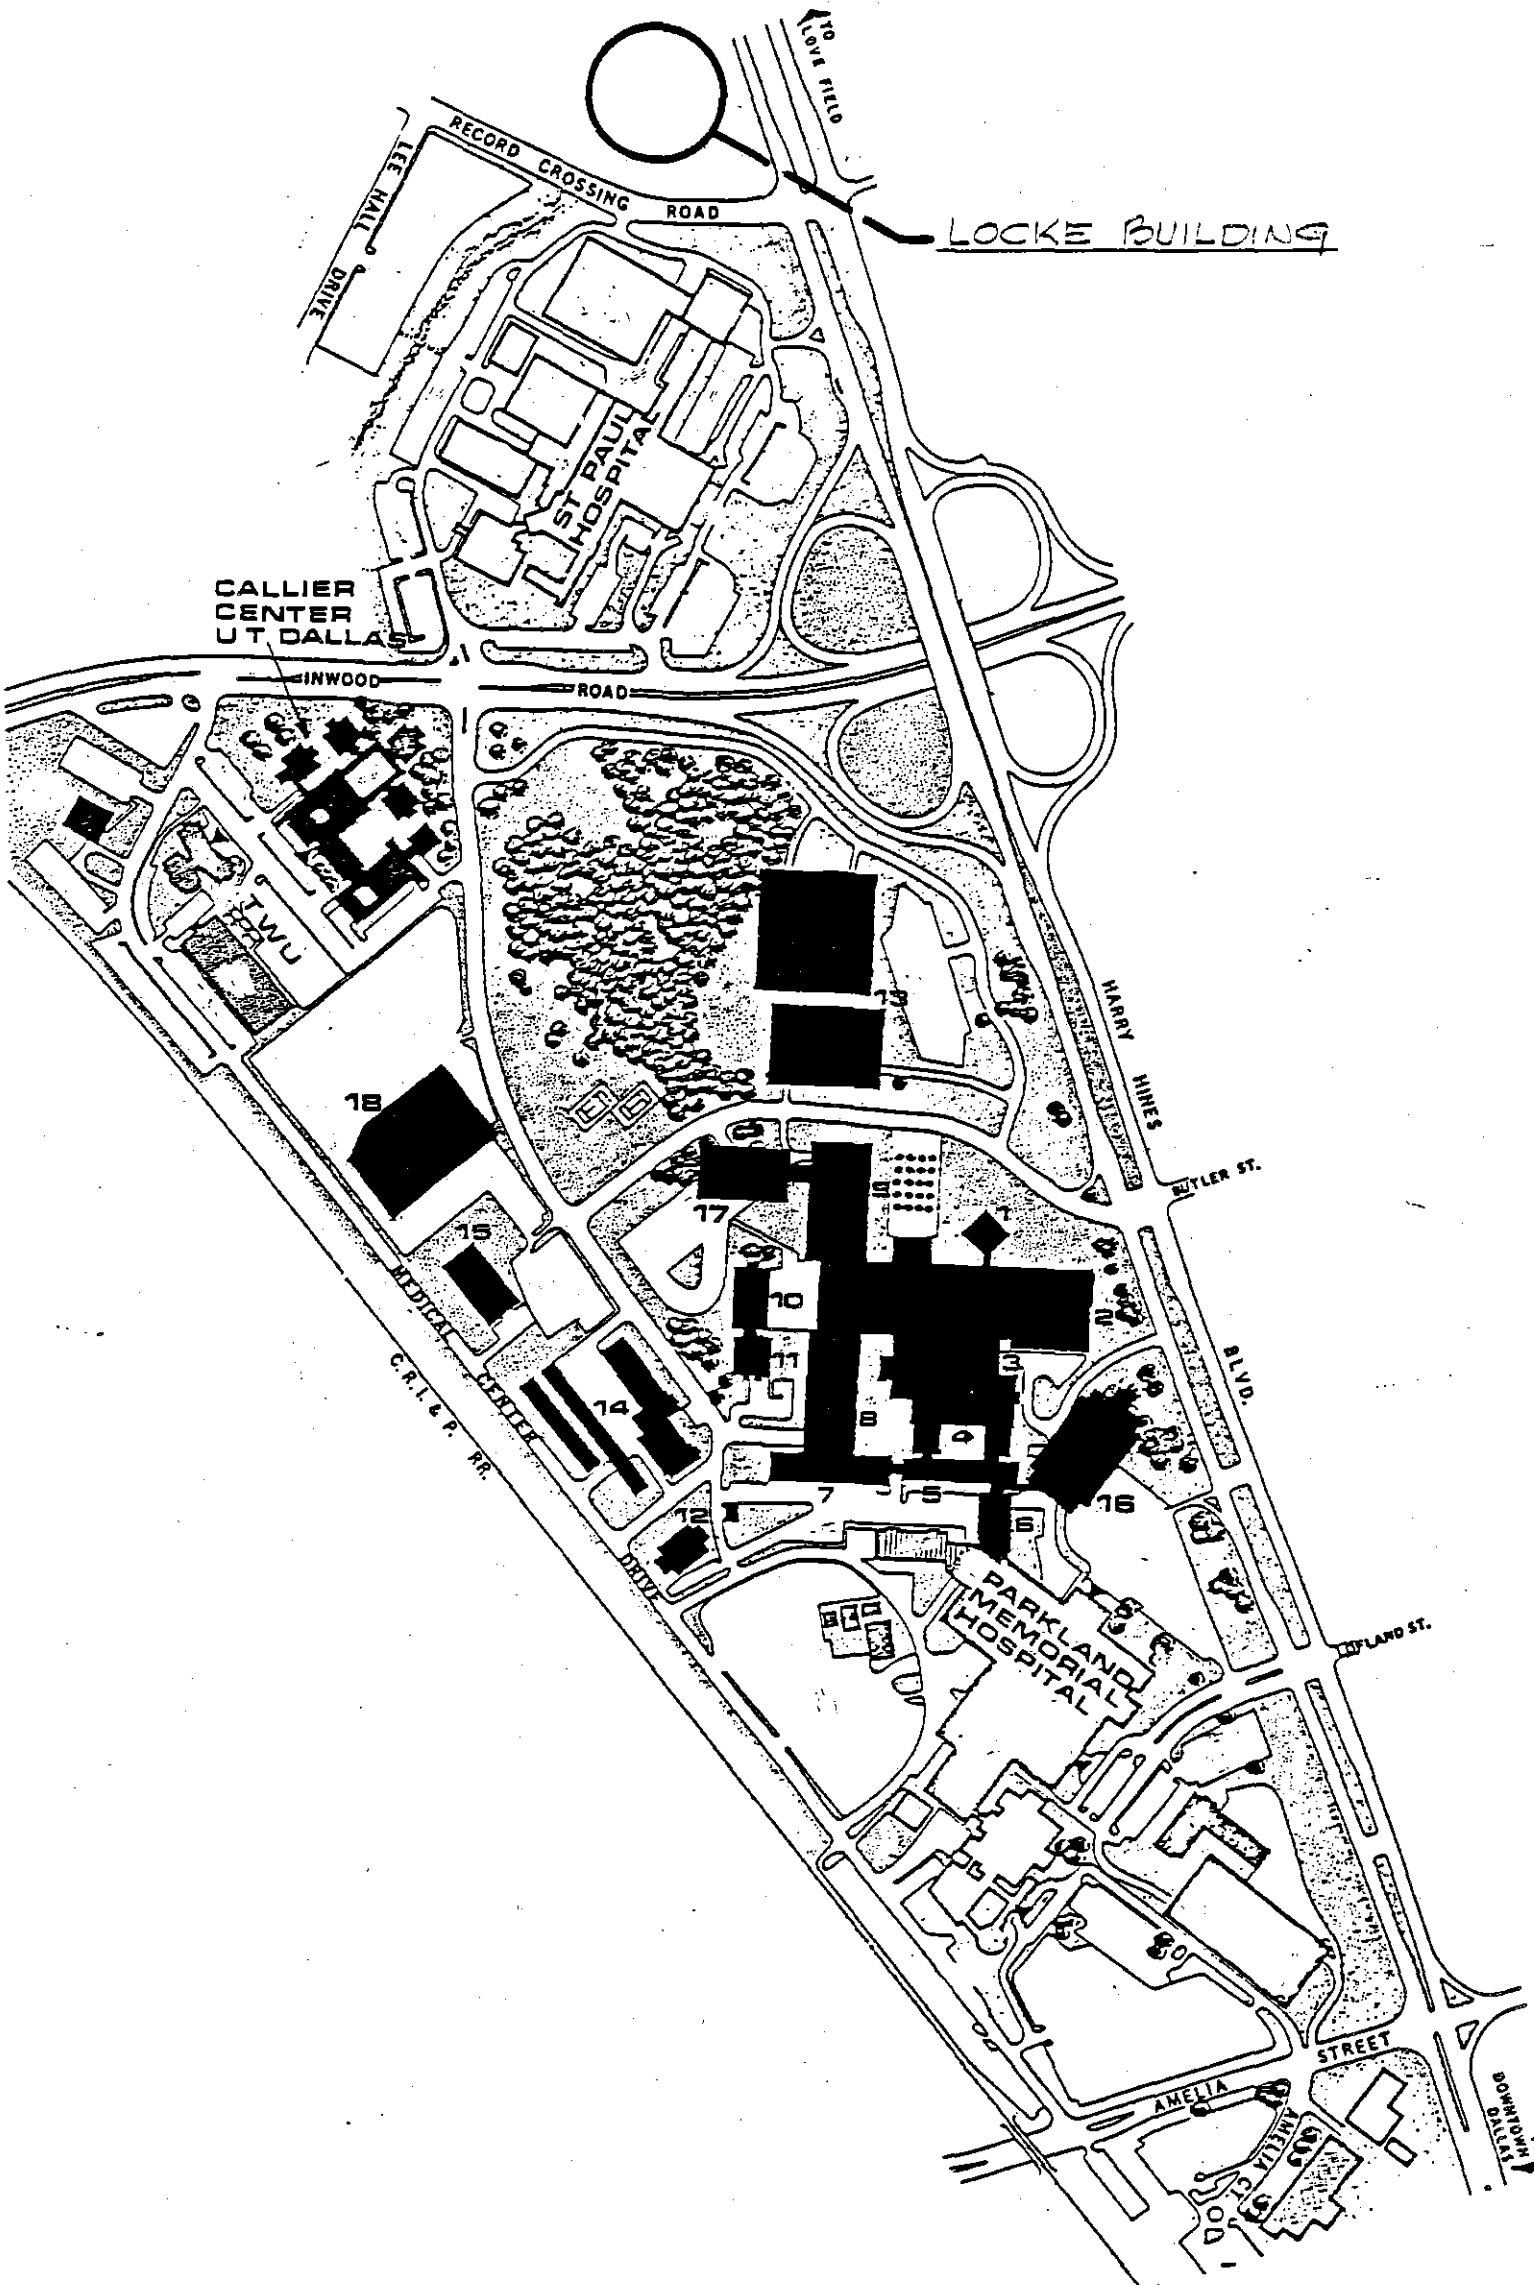 TO
LOVE FIELD
RECORD CROSSING ROAD
LEE HALL DRIVE
LOCKE BUILDING
ST PAUL
HOSPITAL
CALLIER
CENTER
U T. DALLAS
INWOOD ROAD
TWU
HARRY HINES BLVD.
18
BUTLER ST.
17
1
15
10
2
11
3
MEDICAL CENTER DRIVE
C.R.I. & P. RR.
14
8
4
7
5
16
12
6
PARKLAND
MEMORIAL
HOSPITAL
AMELIA STREET
AMELIA CT.
DOWNTOWN
DALLAS